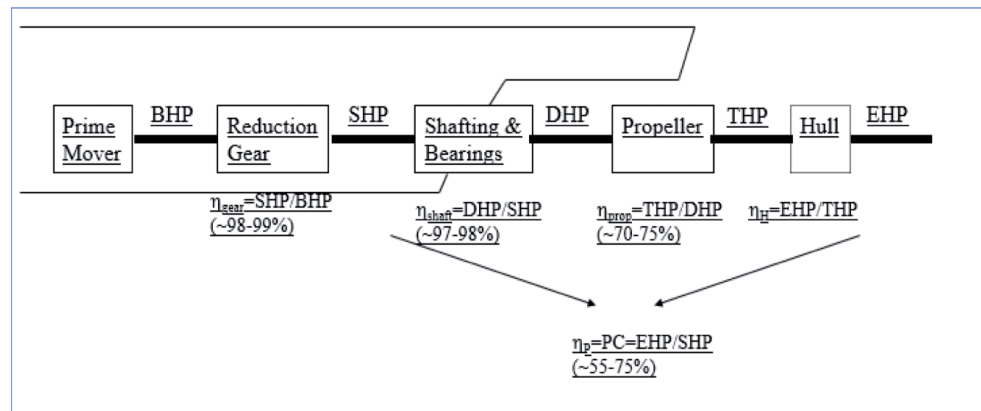 BHP
SHP
DHP
THP
EHP
Prime
Mover
Reduction
Gear
Shafting &
Bearings
Propeller
Hull
ηgear=SHP/BHP
(~98-99%)
ηshaft=DHP/SHP
(~97-98%)
ηprop=THP/DHP
(~70-75%)
ηH=EHP/THP
ηP=PC=EHP/SHP
(~55-75%)